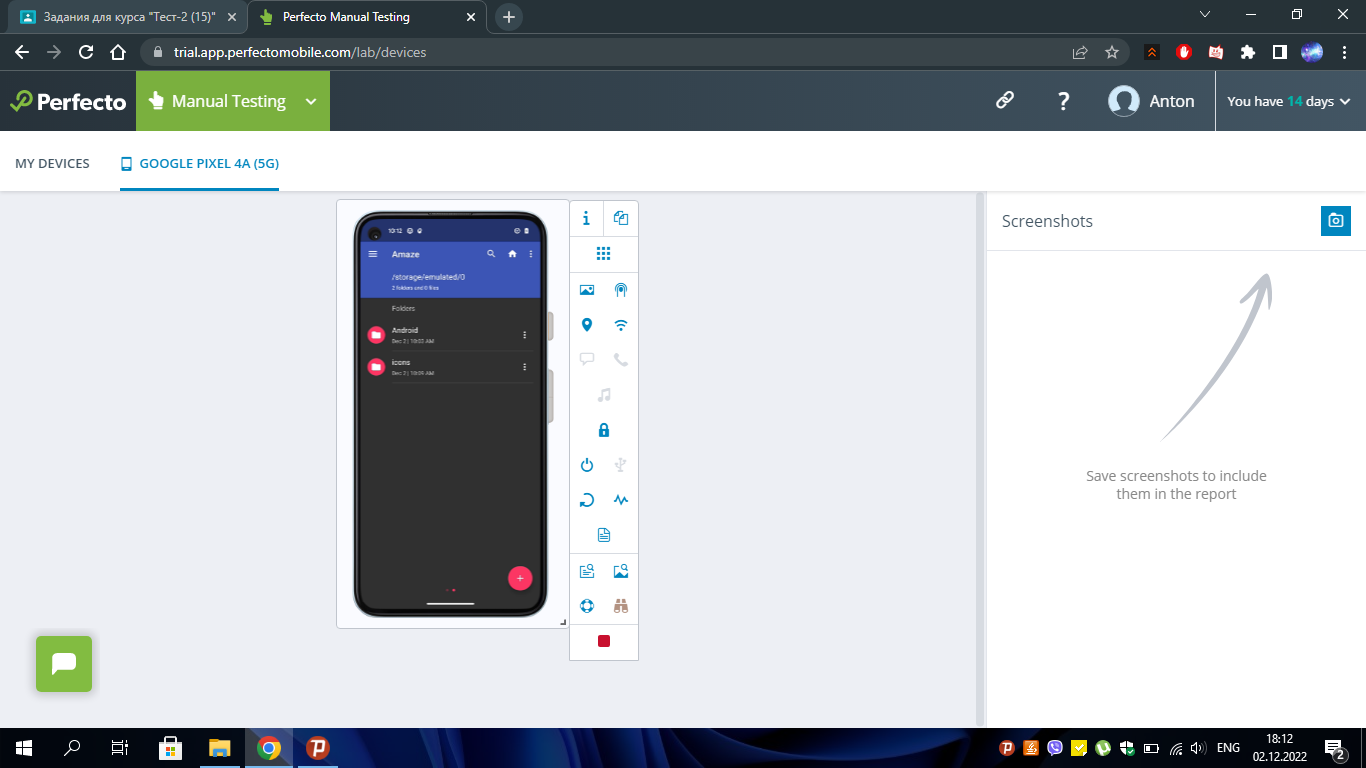 Задания для курса "Тест-2 (15)"
Perfecto Manual Testing
trial.app.perfectomobile.com/lab/devices
Perfecto
Manual Testing
?
Anton
You have 14 days
MY DEVICES
GOOGLE PIXEL 4A (5G)
10:12
Amaze
/storage/emulated/0
2 folders and 0 files
Folders
Android
Dec 2 | 10:02 AM
icons
Dec 2 | 10:09 AM
Screenshots
Save screenshots to include
them in the report
ENG
18:12
02.12.2022
2